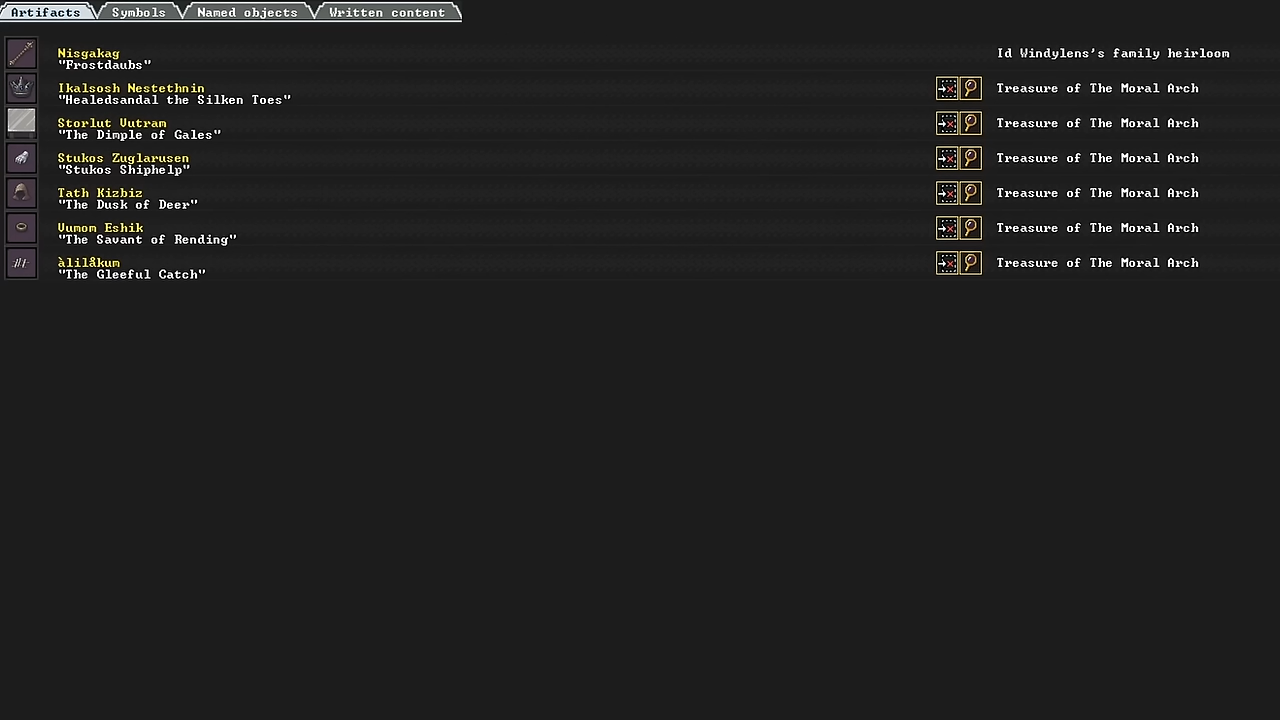 Artifacts Symbols Named objects Written content
Nisgakag Id Windylens's family heirloom
"Frostdaubs"
Ikalsosh Nestethnin Treasure of The Moral Arch
"Healedsandal the Silken Toes"
Storlut Vutram Treasure of The Moral Arch
"The Dimple of Gales"
Stukos Zuglarusen Treasure of The Moral Arch
"Stukos Shiphelp"
Tath Kizbiz Treasure of The Moral Arch
"The Dusk of Deer"
Vumom Eshik Treasure of The Moral Arch
"The Savant of Rending"
àlilåkum Treasure of The Moral Arch
"The Gleeful Catch"